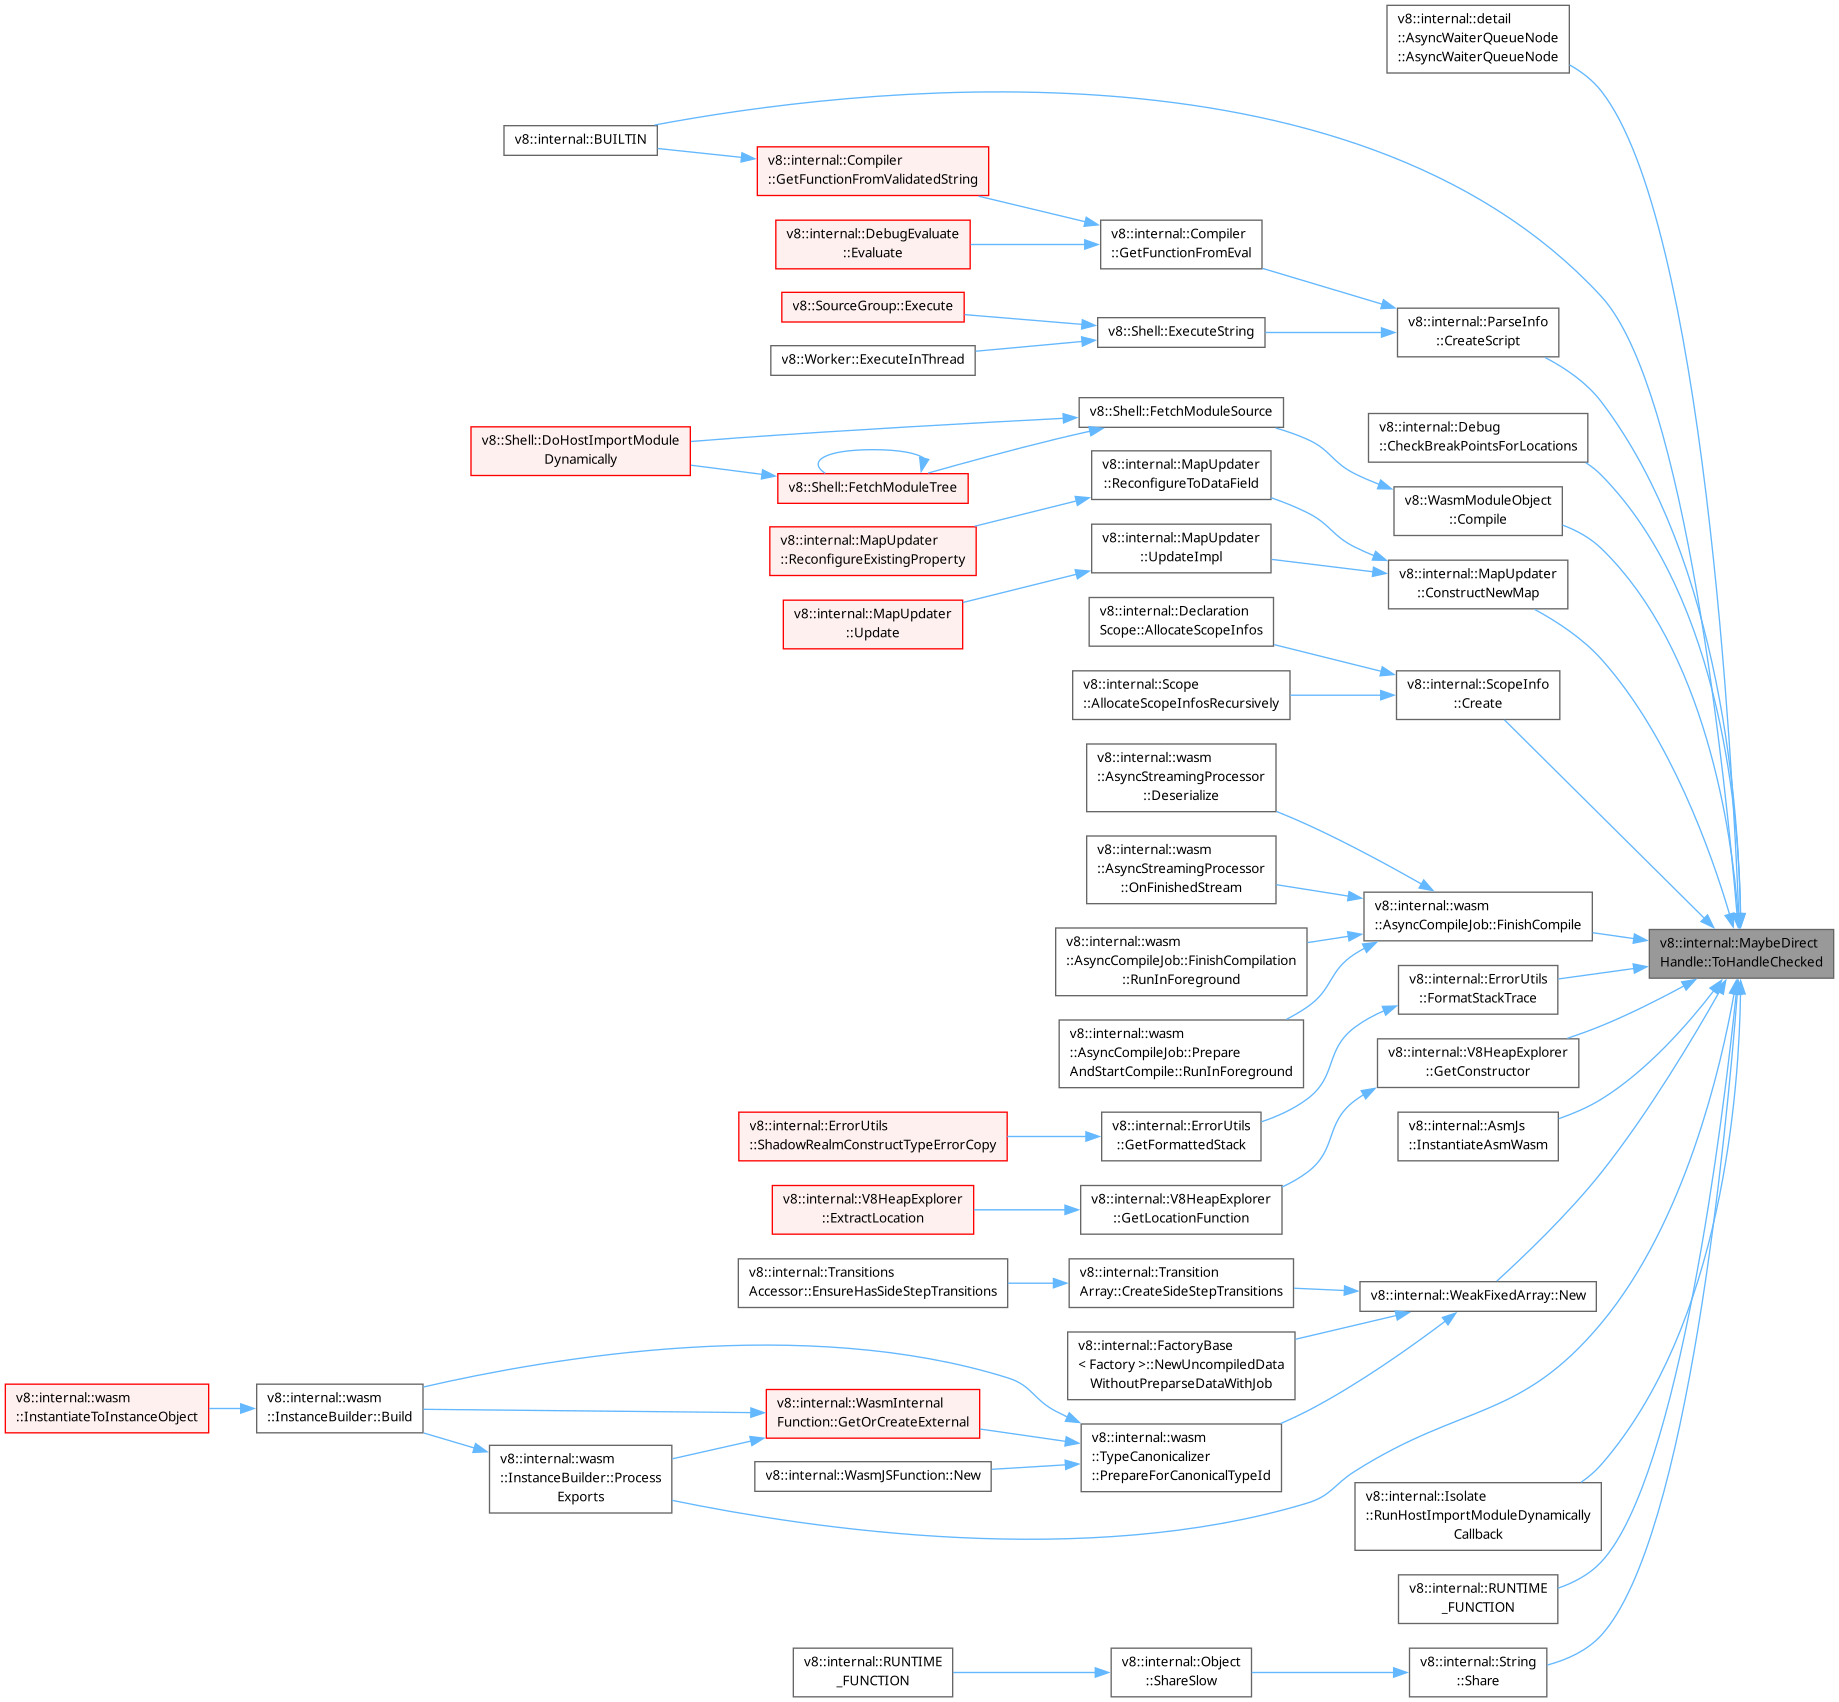 v8::internal::detail
::AsyncWaiterQueueNode
::AsyncWaiterQueueNode
v8::internal::BUILTIN
v8::internal::Compiler
::GetFunctionFromValidatedString
v8::internal::DebugEvaluate
::Evaluate
v8::internal::Compiler
::GetFunctionFromEval
v8::SourceGroup::Execute
v8::Worker::ExecuteInThread
v8::Shell::ExecuteString
v8::internal::ParseInfo
::CreateScript
v8::Shell::FetchModuleSource
v8::internal::Debug
::CheckBreakPointsForLocations
v8::Shell::DoHostImportModule
Dynamically
v8::Shell::FetchModuleTree
v8::internal::MapUpdater
::ReconfigureToDataField
v8::WasmModuleObject
::Compile
v8::internal::MapUpdater
::ReconfigureExistingProperty
v8::internal::MapUpdater
::UpdateImpl
v8::internal::MapUpdater
::ConstructNewMap
v8::internal::MapUpdater
::Update
v8::internal::Declaration
Scope::AllocateScopeInfos
v8::internal::Scope
::AllocateScopeInfosRecursively
v8::internal::ScopeInfo
::Create
v8::internal::wasm
::AsyncStreamingProcessor
::Deserialize
v8::internal::wasm
::AsyncStreamingProcessor
::OnFinishedStream
v8::internal::wasm
::AsyncCompileJob::FinishCompile
v8::internal::wasm
::AsyncCompileJob::FinishCompilation
::RunInForeground
v8::internal::MaybeDirect
Handle::ToHandleChecked
v8::internal::ErrorUtils
::FormatStackTrace
v8::internal::wasm
::AsyncCompileJob::Prepare
AndStartCompile::RunInForeground
v8::internal::V8HeapExplorer
::GetConstructor
v8::internal::ErrorUtils
::ShadowRealmConstructTypeErrorCopy
v8::internal::ErrorUtils
::GetFormattedStack
v8::internal::AsmJs
::InstantiateAsmWasm
v8::internal::V8HeapExplorer
::ExtractLocation
v8::internal::V8HeapExplorer
::GetLocationFunction
v8::internal::Transitions
Accessor::EnsureHasSideStepTransitions
v8::internal::Transition
Array::CreateSideStepTransitions
v8::internal::WeakFixedArray::New
v8::internal::FactoryBase
< Factory >::NewUncompiledData
WithoutPreparseDataWithJob
v8::internal::wasm
::InstantiateToInstanceObject
v8::internal::wasm
::InstanceBuilder::Build
v8::internal::WasmInternal
Function::GetOrCreateExternal
v8::internal::wasm
::TypeCanonicalizer
::PrepareForCanonicalTypeId
v8::internal::wasm
::InstanceBuilder::Process
Exports
v8::internal::WasmJSFunction::New
v8::internal::Isolate
::RunHostImportModuleDynamically
Callback
v8::internal::RUNTIME
_FUNCTION
v8::internal::RUNTIME
_FUNCTION
v8::internal::Object
::ShareSlow
v8::internal::String
::Share